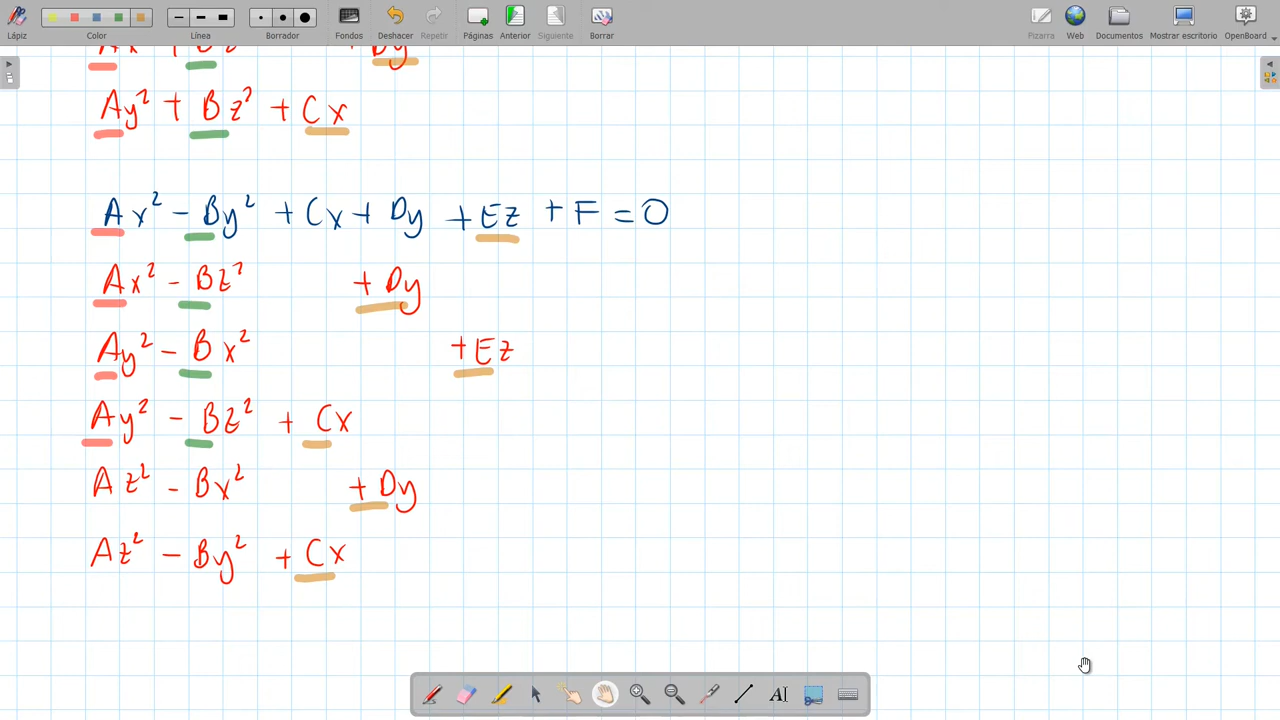 Lápiz Color Línea Borrador Fondos Deshacer Repetir Páginas Anterior Siguiente Borrar Pizarra Web Documentos Mostrar escritorio OpenBoard
+ Dy
Ay² + Bz² + Cx
Ax² - By² + Cx + Dy + Ez + F = 0
Ax² - Bz² + Dy
Ay² - Bx² + Ez
Ay² - Bz² + Cx
Az² - Bx² + Dy
Az² - By² + Cx
AI